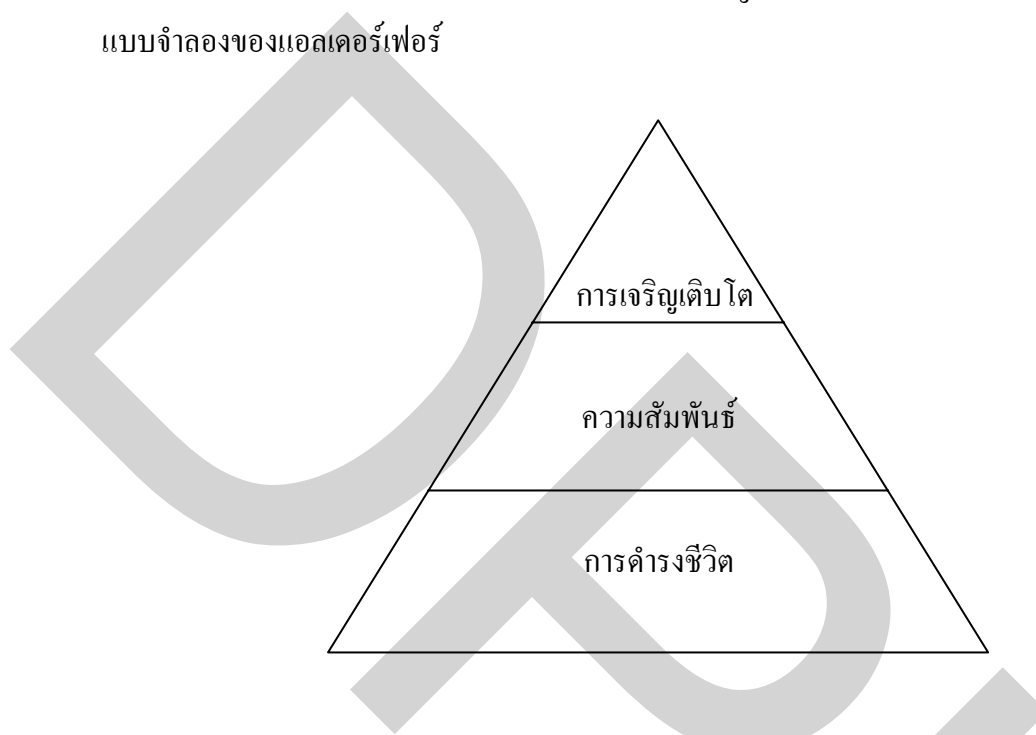 แบบจำลองของแอลเดอร์เฟอร์
การเจริญเติบโต
ความสัมพันธ์
การดำรงชีวิต